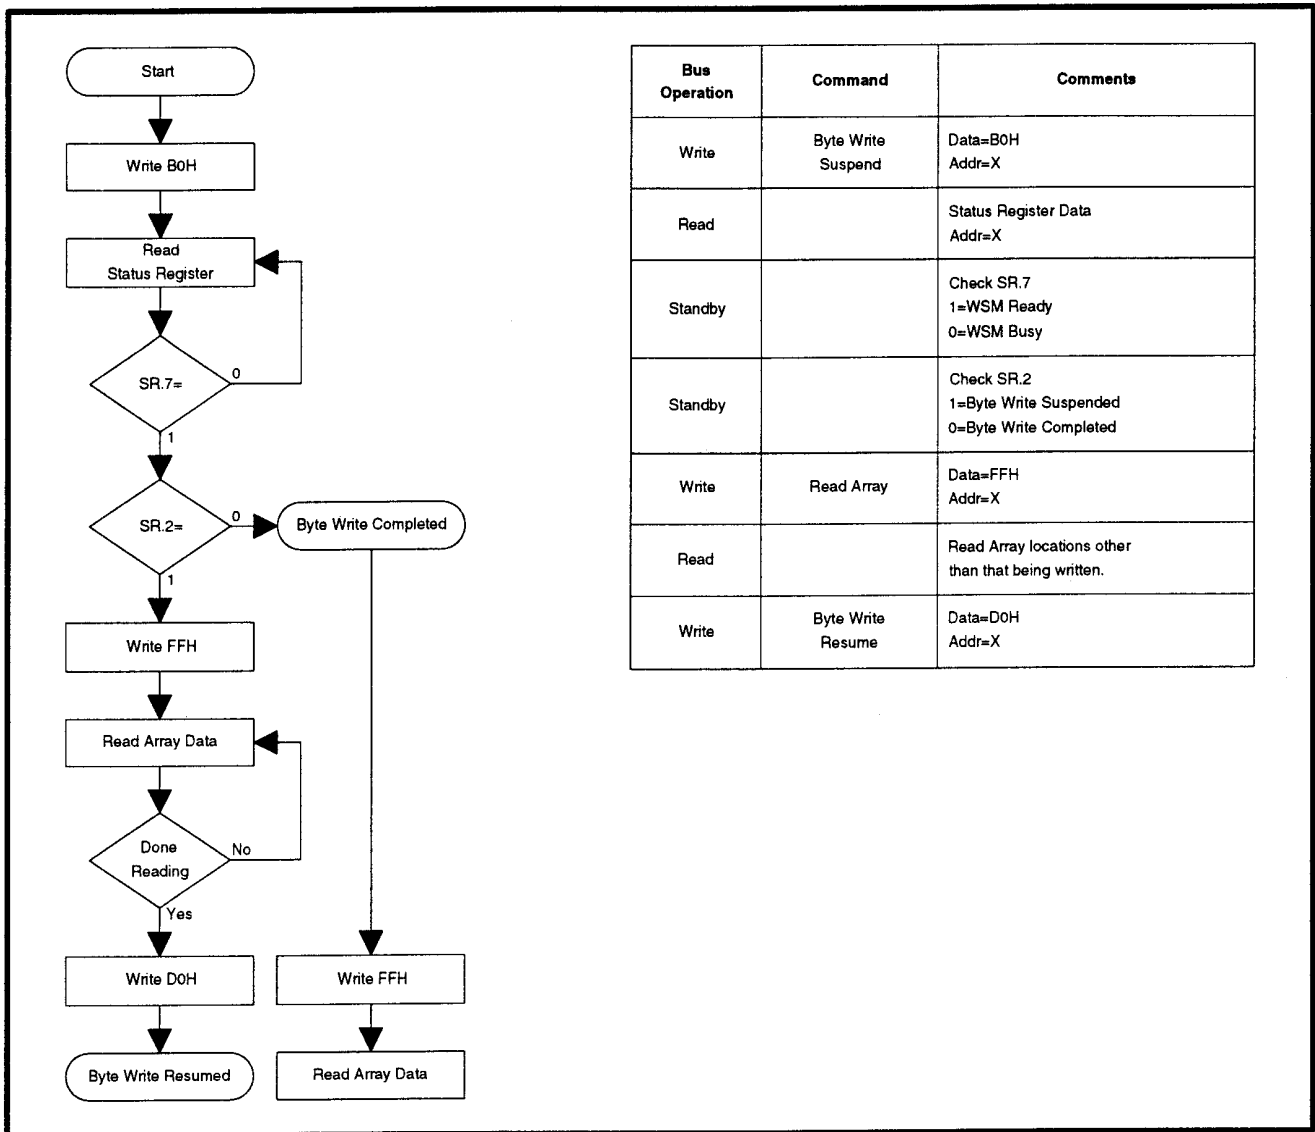 Start
Write B0H
Read
Status Register
SR.7=
0
1
SR.2=
0
Byte Write Completed
1
Write FFH
Read Array Data
Done
Reading
No
Yes
Write D0H
Write FFH
Byte Write Resumed
Read Array Data
Bus
Operation
Command
Comments
Write
Byte Write
Suspend
Data=B0H
Addr=X
Read
Status Register Data
Addr=X
Standby
Check SR.7
1=WSM Ready
0=WSM Busy
Standby
Check SR.2
1=Byte Write Suspended
0=Byte Write Completed
Write
Read Array
Data=FFH
Addr=X
Read
Read Array locations other
than that being written.
Write
Byte Write
Resume
Data=D0H
Addr=X